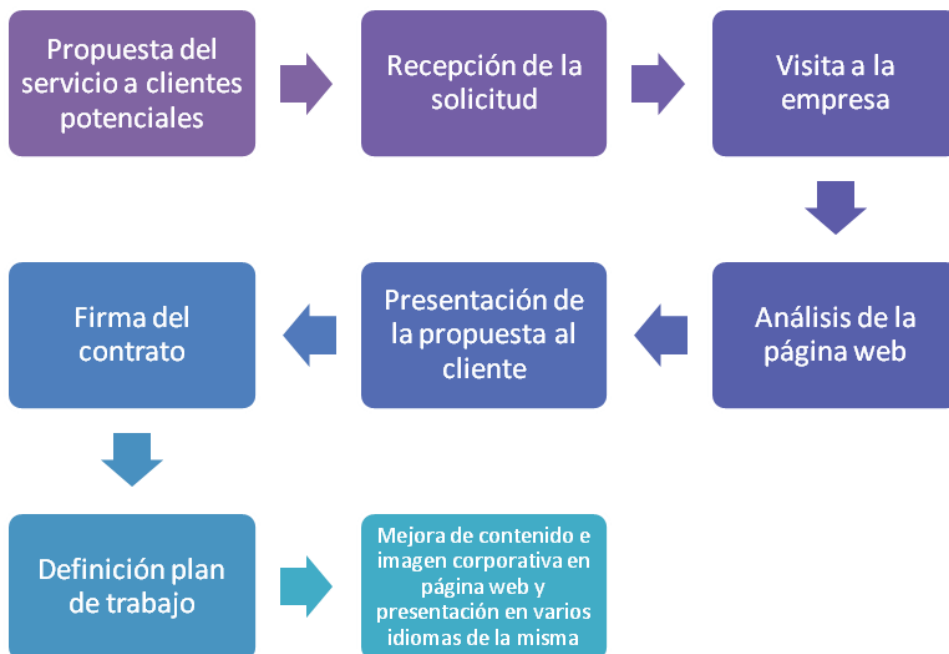 Propuesta del
servicio a clientes
potenciales
Recepción de la
solicitud
Visita a la
empresa
Análisis de la
página web
Presentación de
la propuesta al
cliente
Firma del
contrato
Definición plan
de trabajo
Mejora de contenido e
imagen corporativa en
página web y
presentación en varios
idiomas de la misma